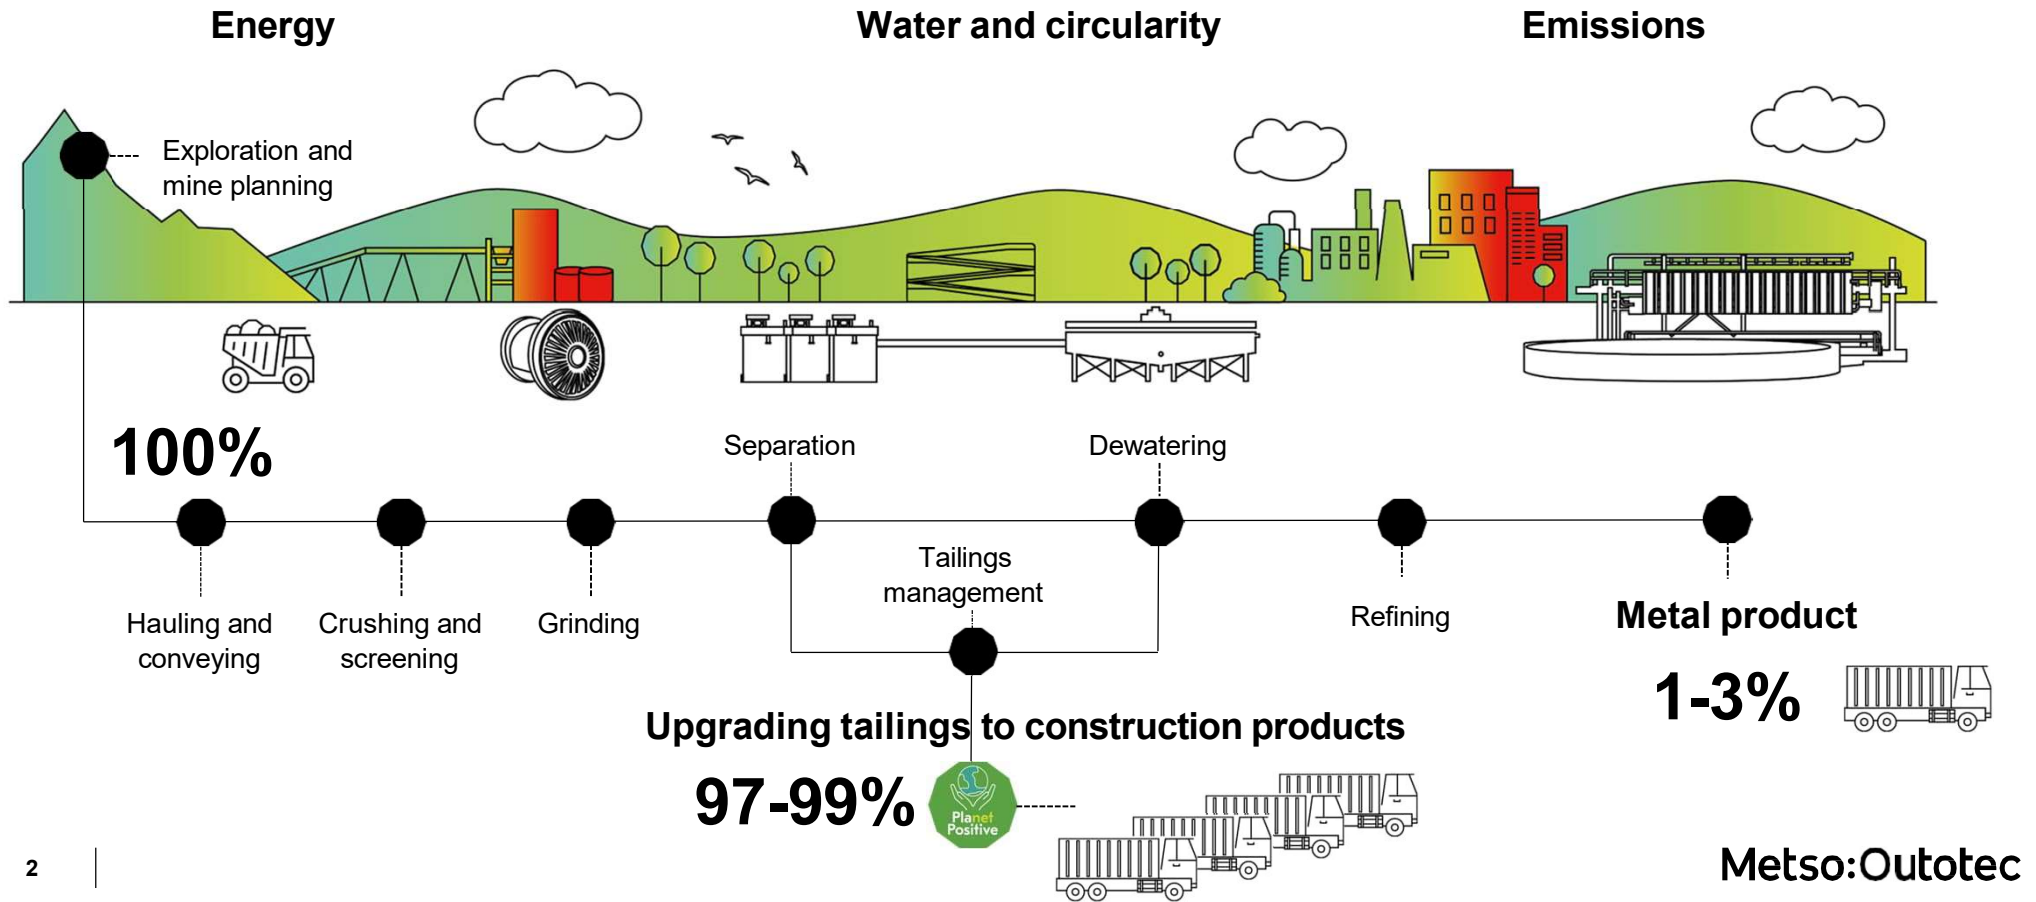 Energy
Water and circularity
Emissions
Exploration and
mine planning
100%
Separation
Dewatering
Tailings
management
Hauling and
conveying
Crushing and
screening
Grinding
Refining
Metal product
1-3%
Upgrading tailings to construction products
97-99%
Planet
Positive
2
Metso:Outotec